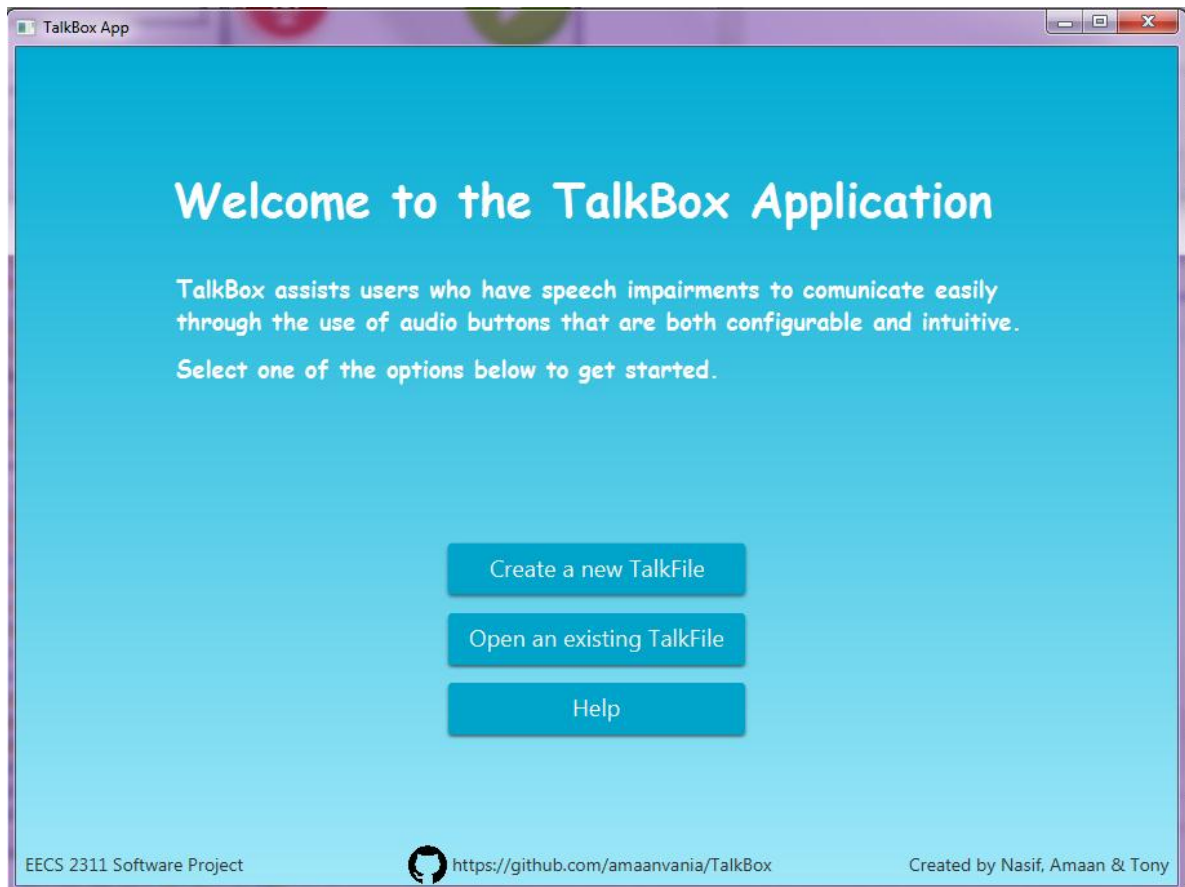 TalkBox App
Welcome to the TalkBox Application
TalkBox assists users who have speech impairments to comunicate easily
through the use of audio buttons that are both configurable and intuitive.
Select one of the options below to get started.
Create a new TalkFile
Open an existing TalkFile
Help
EECS 2311 Software Project
https://github.com/amaanvania/TalkBox
Created by Nasif, Amaan & Tony